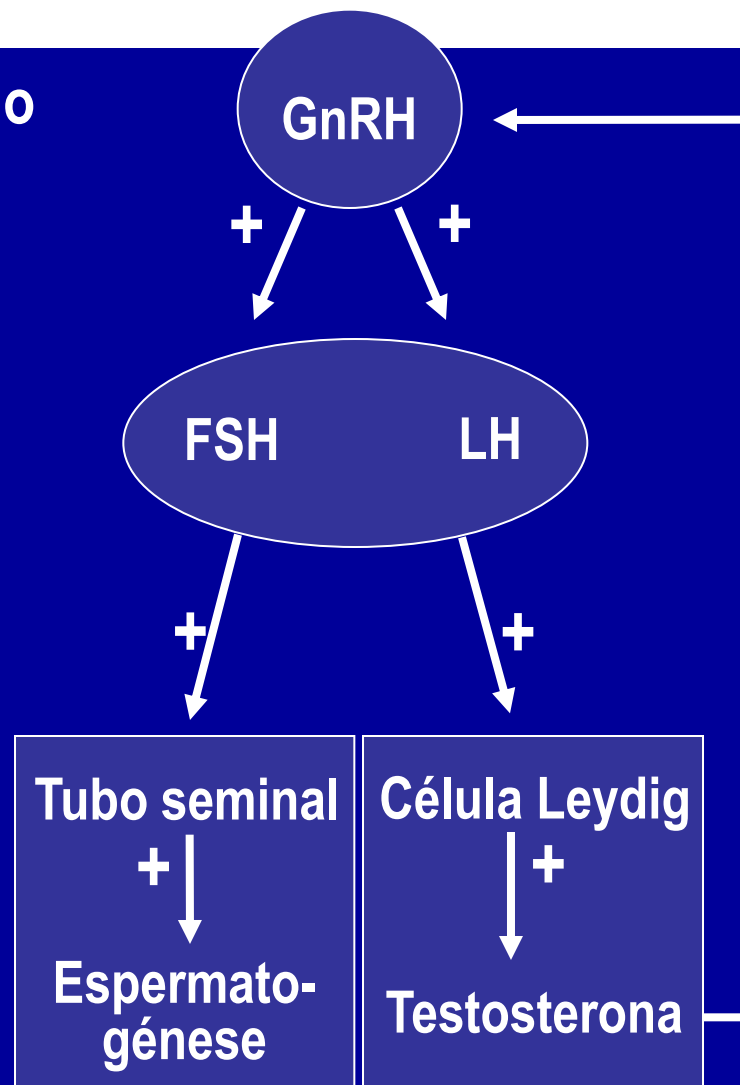 o
GnRH
+ +
FSH LH
+ +
Tubo seminal
+
Espermato-
génese
Célula Leydig
+
Testosterona